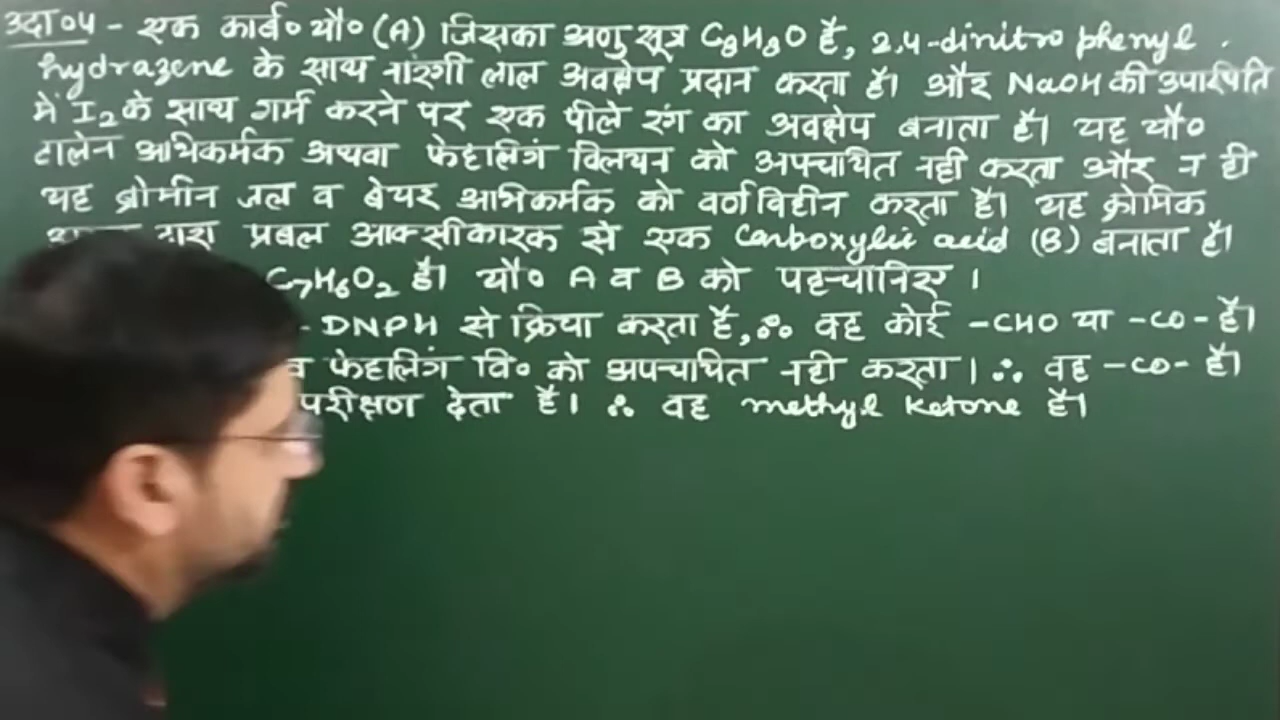 उदा०4 - एक कार्ब० यौ० (A) जिसका अणु सूत्र C8H8O है, 2,4-dinitro phenyl
hydrazene के साथ नारंगी लाल अवक्षेप प्रदान करता है। और NaOH की उपास्थिति
में I2 के साथ गर्म करने पर एक पीले रंग का अवक्षेप बनाता है। यह यौ०
टालेन अभिकर्मक अथवा फेहलिंग विलयन को अपचायित नही करता और न ही
यह ब्रोमीन जल व बेयर अभिकर्मक को वर्णविहीन करता है। यह क्रोमिक
द्वारा प्रबल आक्सीकारक से एक Carboxylic acid (B) बनाता है।
C7H6O2 है। यौ० A व B को पहचानिए।
-DNPH से क्रिया करता है, ∴ वह कोई -CHO या -CO- है।
व फेहलिंग वि० को अपचायित नही करता। ∴ वह -CO- है।
परीक्षण देता है। ∴ वह methyl Ketone है।